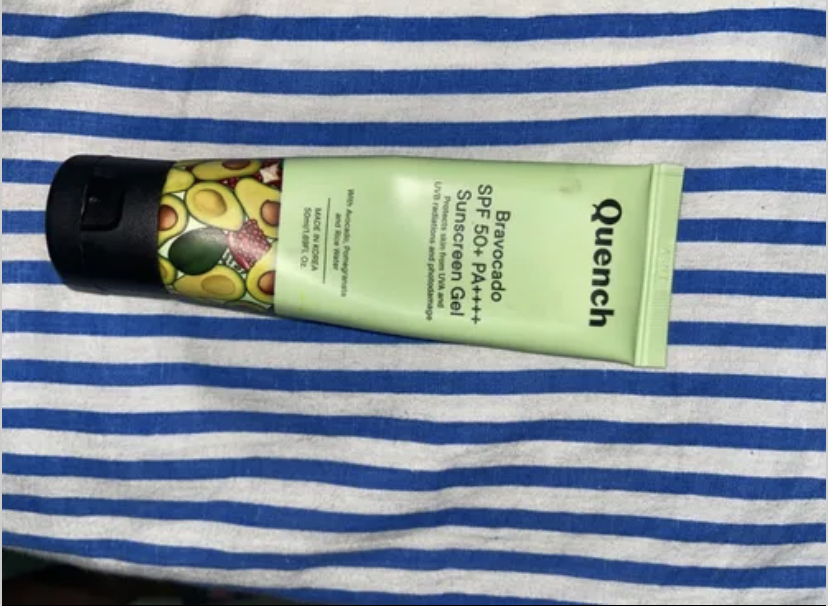 Quench
Bravocado
SPF 50+ PA++++
Sunscreen Gel
Protects skin from UVA and
UVB radiations and photodamage
With Avocado, Pomegranate
and Rice Water
MADE IN KOREA
50ml/1.69Fl. Oz.